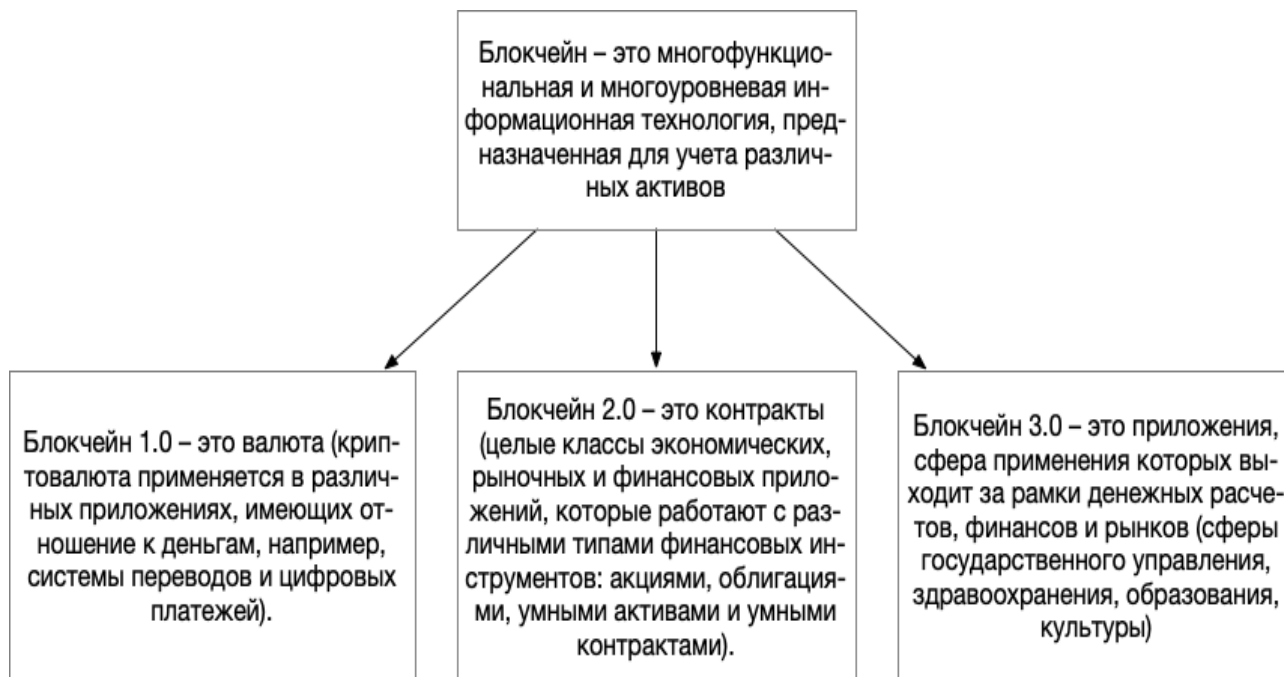 Блокчейн – это многофункцио-
нальная и многоуровневая ин-
формационная технология, пред-
назначенная для учета различ-
ных активов
Блокчейн 1.0 – это валюта (крип-
товалюта применяется в различ-
ных приложениях, имеющих от-
ношение к деньгам, например,
системы переводов и цифровых
платежей).
Блокчейн 2.0 – это контракты
(целые классы экономических,
рыночных и финансовых прило-
жений, которые работают с раз-
личными типами финансовых ин-
струментов: акциями, облигация-
ми, умными активами и умными
контрактами).
Блокчейн 3.0 – это приложения,
сфера применения которых вы-
ходит за рамки денежных расче-
тов, финансов и рынков (сферы
государственного управления,
здравоохранения, образования,
культуры)